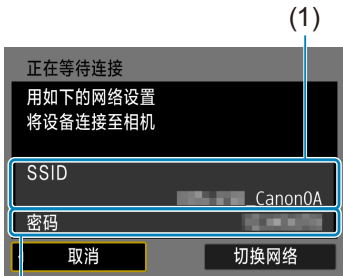 (1)
正在等待连接
用如下的网络设置
将设备连接至相机
SSID
_Canon0A
密码
取消
切换网络